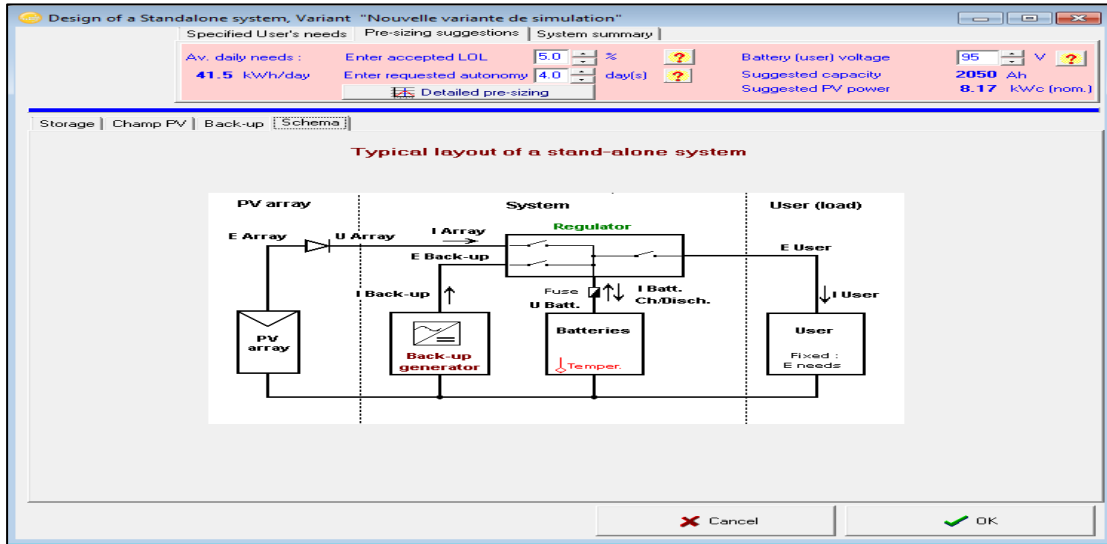 Design of a Standalone system, Variant "Nouvelle variante de simulation"
Specified User's needs Pre-sizing suggestions System summary
Av. daily needs : Enter accepted LOL 5.0 % ? Battery (user) voltage 95 V ?
41.5 kWh/day Enter requested autonomy 4.0 day(s) ? Suggested capacity 2050 Ah
Detailed pre-sizing Suggested PV power 8.17 kWc (nom.)
Storage Champ PV Back-up Schema
Typical layout of a stand-alone system
PV array System User (load)
Regulator
E Array U Array I Array E User
E Back-up
I Back-up Fuse I Batt. I User
U Batt. Ch/Disch.
PV
array
Back-up
generator
Batteries
Temper.
User
Fixed :
E needs
Cancel OK